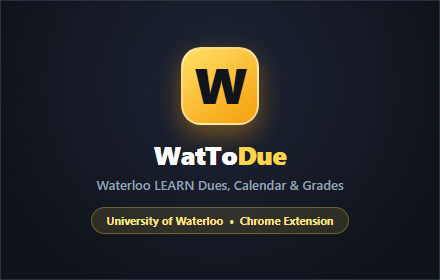 W
WatToDue
Waterloo LEARN Dues, Calendar & Grades
University of Waterloo • Chrome Extension